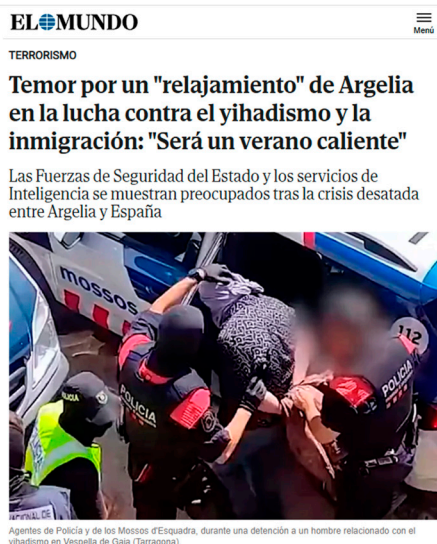 EL MUNDO
Menú
TERRORISMO
Temor por un "relajamiento" de Argelia
en la lucha contra el yihadismo y la
inmigración: "Será un verano caliente"
Las Fuerzas de Seguridad del Estado y los servicios de
Inteligencia se muestran preocupados tras la crisis desatada
entre Argelia y España
mossos
112
POLICIA
POLICIA
POLICIA
NACIONAL DE
Agentes de Policía y de los Mossos d'Esquadra, durante una detención a un hombre relacionado con el
yihadismo en Vespella de Gaia (Tarragona)